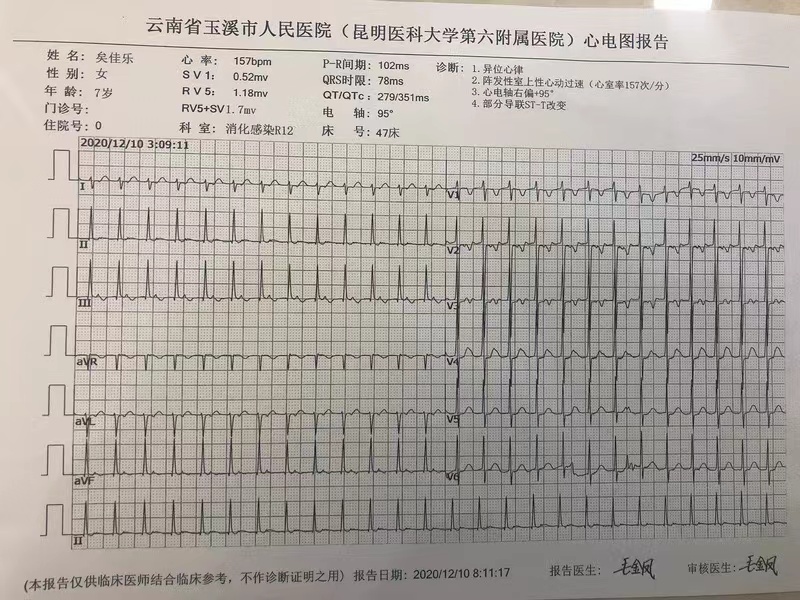 云南省玉溪市人民医院（昆明医科大学第六附属医院）心电图报告
姓 名: 矣佳乐 心 率: 157bpm P-R间期: 102ms 诊断: 1. 异位心律
性 别: 女 SV1: 0.52mv QRS时限: 78ms 2. 阵发性室上性心动过速（心室率157次/分）
年 龄: 7岁 RV5: 1.18mv QT/QTc: 279/351ms 3. 心电轴右偏+95°
门诊号: RV5+SV1.7mv 电 轴: 95° 4. 部分导联ST-T改变
住院号: 0 科 室: 消化感染R12 床 号: 47床
2020/12/10 3:09:11 25mm/s 10mm/mV
I V1
II V2
III V3
aVR V4
aVL V5
aVF V6
II
(本报告仅供临床医师结合临床参考，不作诊断证明之用) 报告日期: 2020/12/10 8:11:17 报告医生: 审核医生: